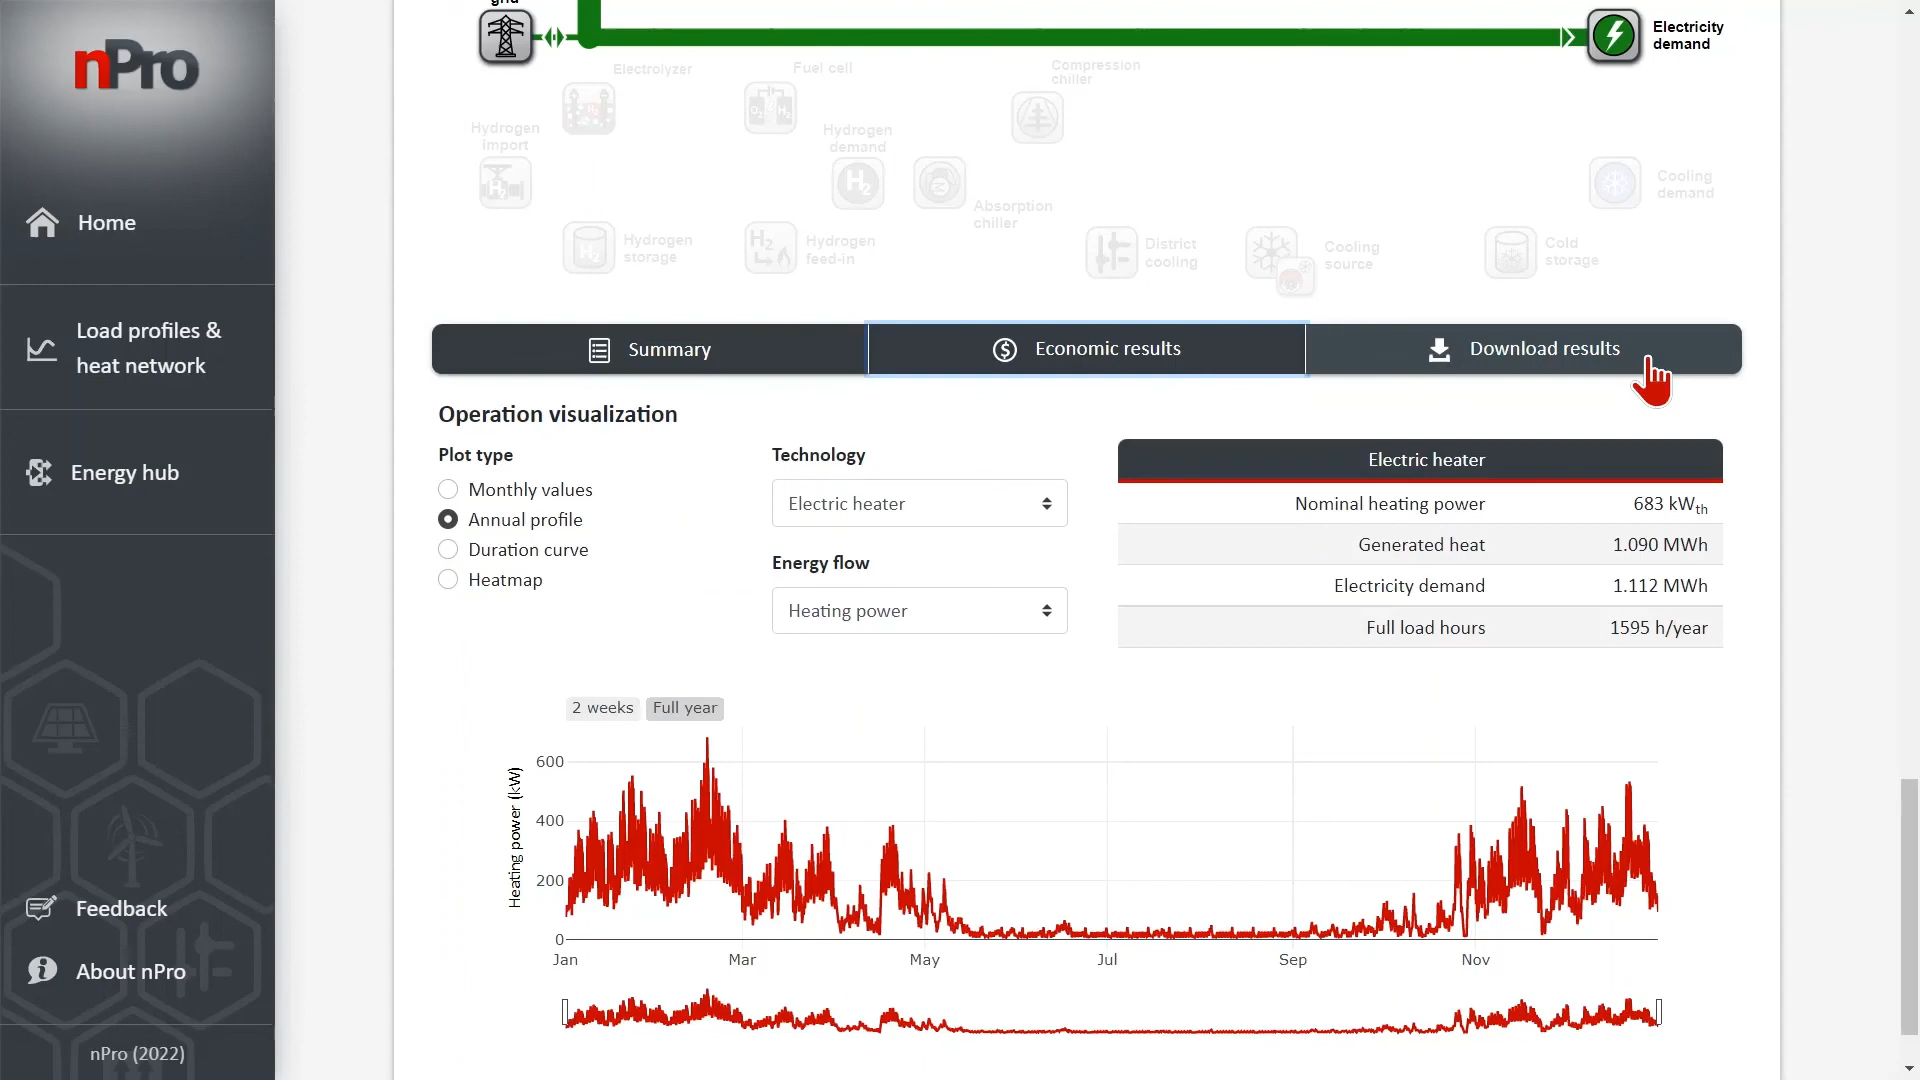 grid
nPro
Electricity
demand
Electrolyzer
Fuel cell
Compression
chiller
Hydrogen
import
Hydrogen
demand
H2
H2
Absorption
chiller
Cooling
demand
Hydrogen
storage
H2
H2
Hydrogen
feed-in
District
cooling
Cooling
source
Cold
storage
Home
Load profiles &
heat network
Energy hub
Feedback
About nPro
nPro (2022)
Summary
Economic results
Download results
Operation visualization
Plot type
Monthly values
Annual profile
Duration curve
Heatmap
Technology
Electric heater
Energy flow
Heating power
Electric heater
Nominal heating power 683 kWth
Generated heat 1.090 MWh
Electricity demand 1.112 MWh
Full load hours 1595 h/year
2 weeks Full year
Heating power (kW)
600
400
200
0
Jan Mar May Jul Sep Nov